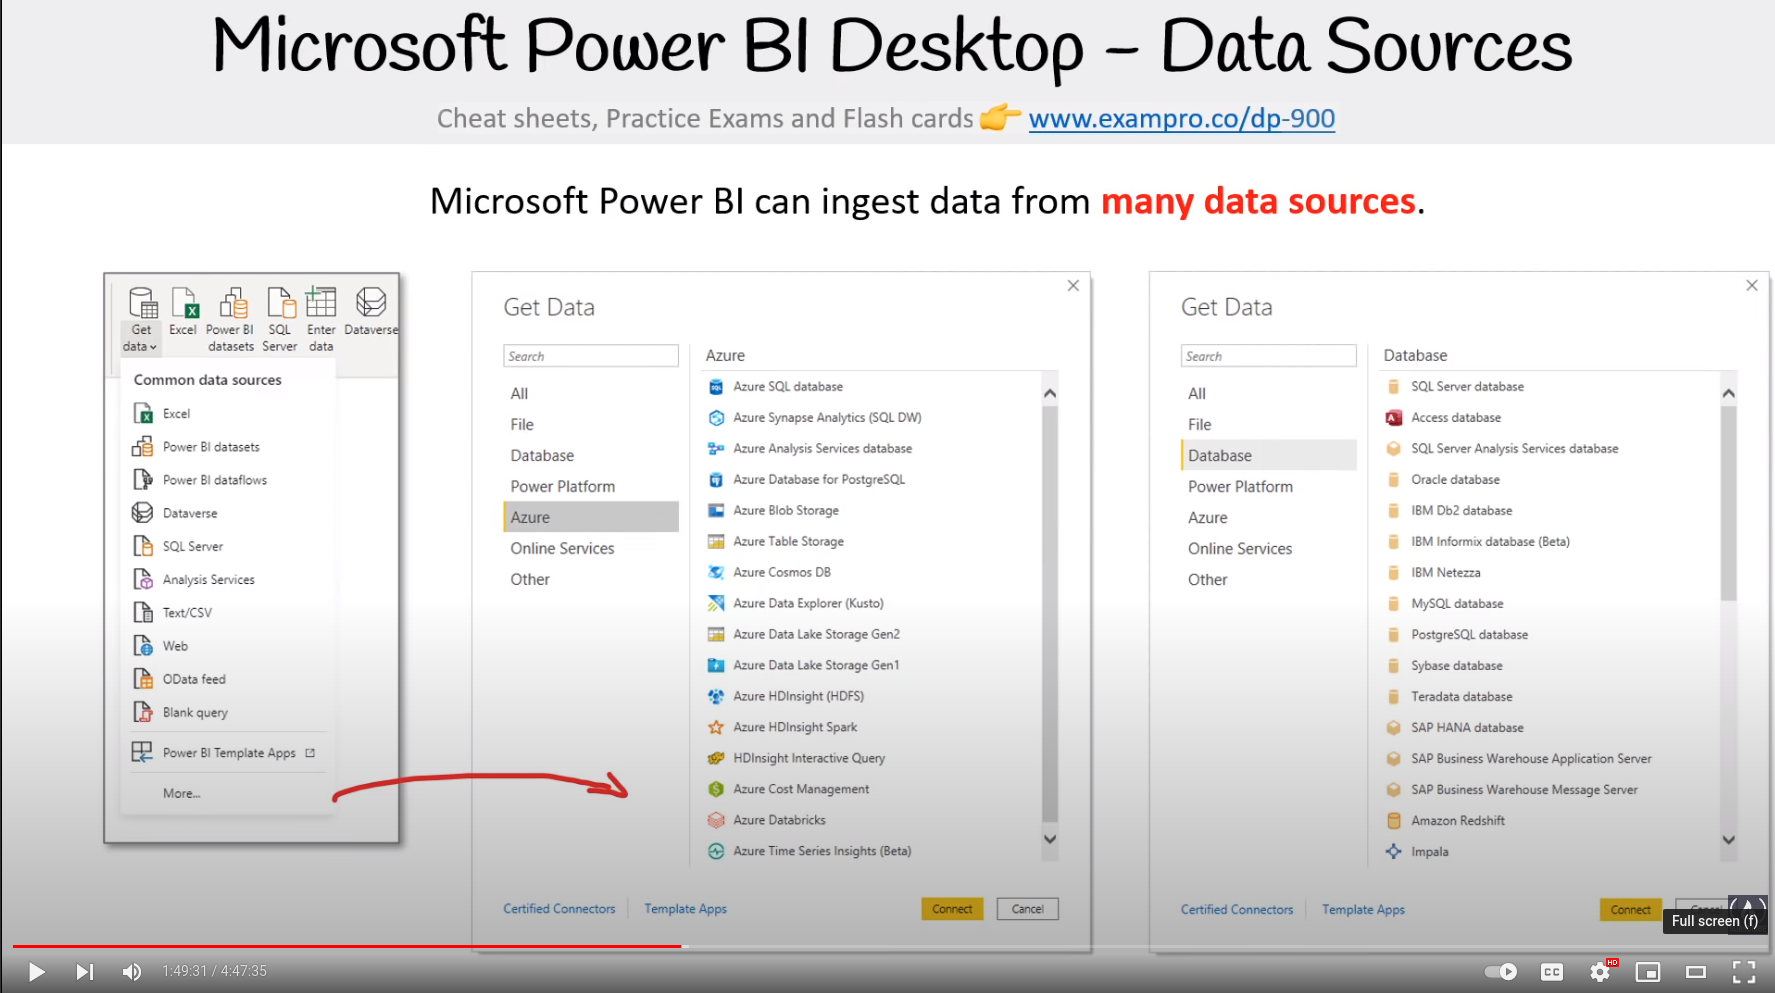 Microsoft Power BI Desktop – Data Sources
Cheat sheets, Practice Exams and Flash cards 👉 www.exampro.co/dp-900
Microsoft Power BI can ingest data from many data sources.
Get data
Excel
Power BI datasets
SQL Server
Enter data
Dataverse
Common data sources
Excel
Power BI datasets
Power BI dataflows
Dataverse
SQL Server
Analysis Services
Text/CSV
Web
OData feed
Blank query
Power BI Template Apps
More...
Get Data
Search
All
File
Database
Power Platform
Azure
Online Services
Other
Azure
Azure SQL database
Azure Synapse Analytics (SQL DW)
Azure Analysis Services database
Azure Database for PostgreSQL
Azure Blob Storage
Azure Table Storage
Azure Cosmos DB
Azure Data Explorer (Kusto)
Azure Data Lake Storage Gen2
Azure Data Lake Storage Gen1
Azure HDInsight (HDFS)
Azure HDInsight Spark
HDInsight Interactive Query
Azure Cost Management
Azure Databricks
Azure Time Series Insights (Beta)
Certified Connectors
Template Apps
Connect
Cancel
Get Data
Search
All
File
Database
Power Platform
Azure
Online Services
Other
Database
SQL Server database
Access database
SQL Server Analysis Services database
Oracle database
IBM Db2 database
IBM Informix database (Beta)
IBM Netezza
MySQL database
PostgreSQL database
Sybase database
Teradata database
SAP HANA database
SAP Business Warehouse Application Server
SAP Business Warehouse Message Server
Amazon Redshift
Impala
Certified Connectors
Template Apps
Connect
Full screen (f)
1:49:31 / 4:47:35
CC
HD